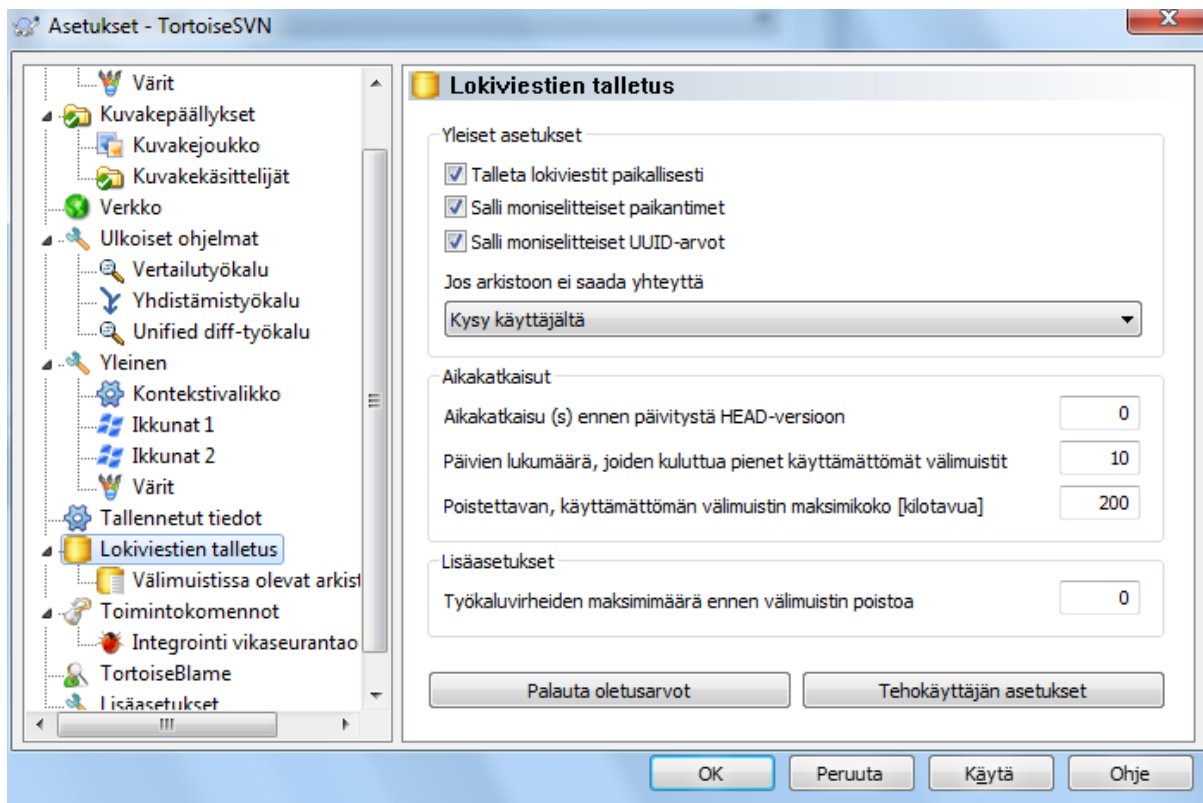 Asetukset - TortoiseSVN
Värit
Kuvakepäällykset
Kuvakejoukko
Kuvakekäsittelijät
Verkko
Ulkoiset ohjelmat
Vertailutyökalu
Yhdistämistyökalu
Unified diff-työkalu
Yleinen
Kontekstivalikko
Ikkunat 1
Ikkunat 2
Värit
Tallennetut tiedot
Lokiviestien talletus
Välimuistissa olevat arkist
Toimintokomennot
Integrointi vikaseurantao
TortoiseBlame
Lisäasetukset
Lokiviestien talletus
Yleiset asetukset
Talleta lokiviestit paikallisesti
Salli moniselitteiset paikantimet
Salli moniselitteiset UUID-arvot
Jos arkistoon ei saada yhteyttä
Kysy käyttäjältä
Aikakatkaisut
Aikakatkaisu (s) ennen päivitystä HEAD-versioon 0
Päivien lukumäärä, joiden kuluttua pienet käyttämättömät välimuistit 10
Poistettavan, käyttämättömän välimuistin maksimikoko [kilotavua] 200
Lisäasetukset
Työkaluvirheiden maksimimäärä ennen välimuistin poistoa 0
Palauta oletusarvot Tehokäyttäjän asetukset
OK Peruuta Käytä Ohje